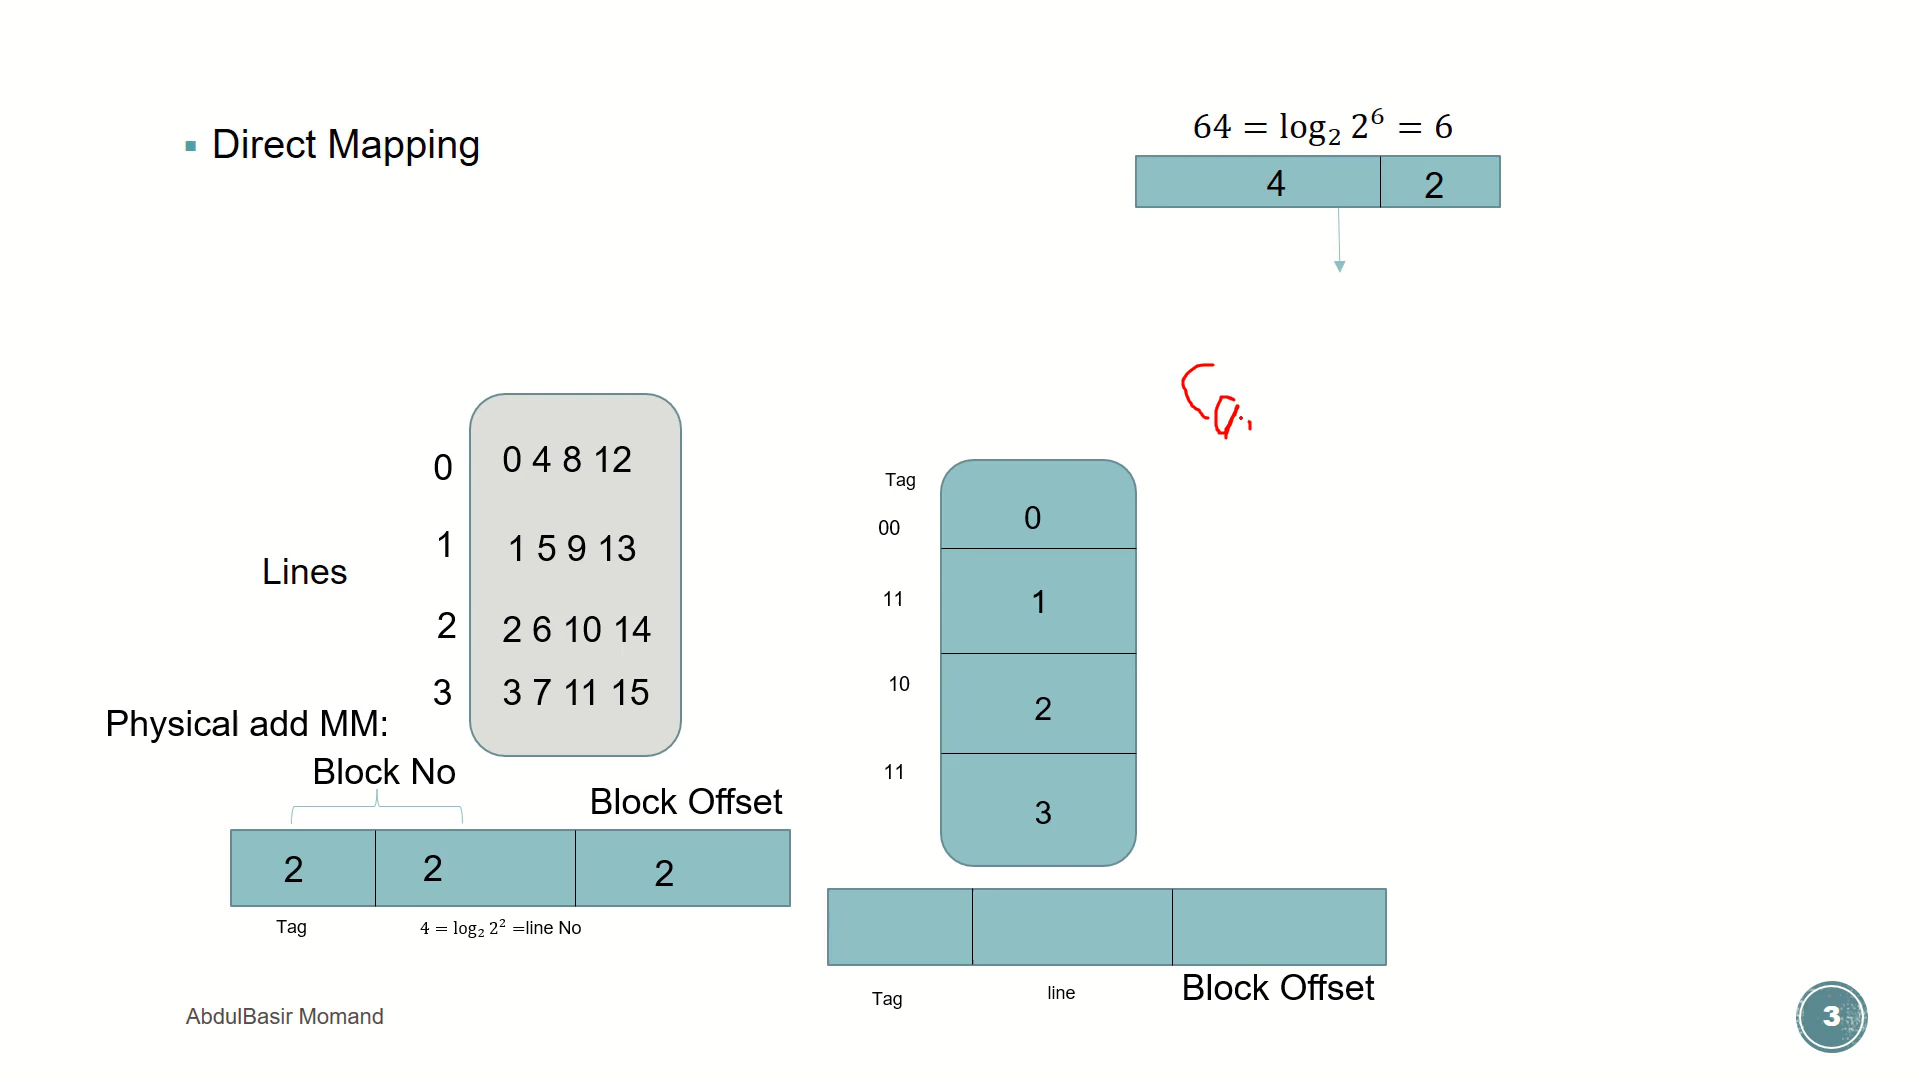 Direct Mapping
64 = log₂ 2⁶ = 6
4 2
0 0 4 8 12
1 1 5 9 13
Lines
2 2 6 10 14
3 3 7 11 15
Physical add MM:
Block No
Block Offset
2 2 2
Tag 4 = log₂ 2² =line No
Tag
00 0
11 1
10 2
11 3
Tag line Block Offset
AbdulBasir Momand
3